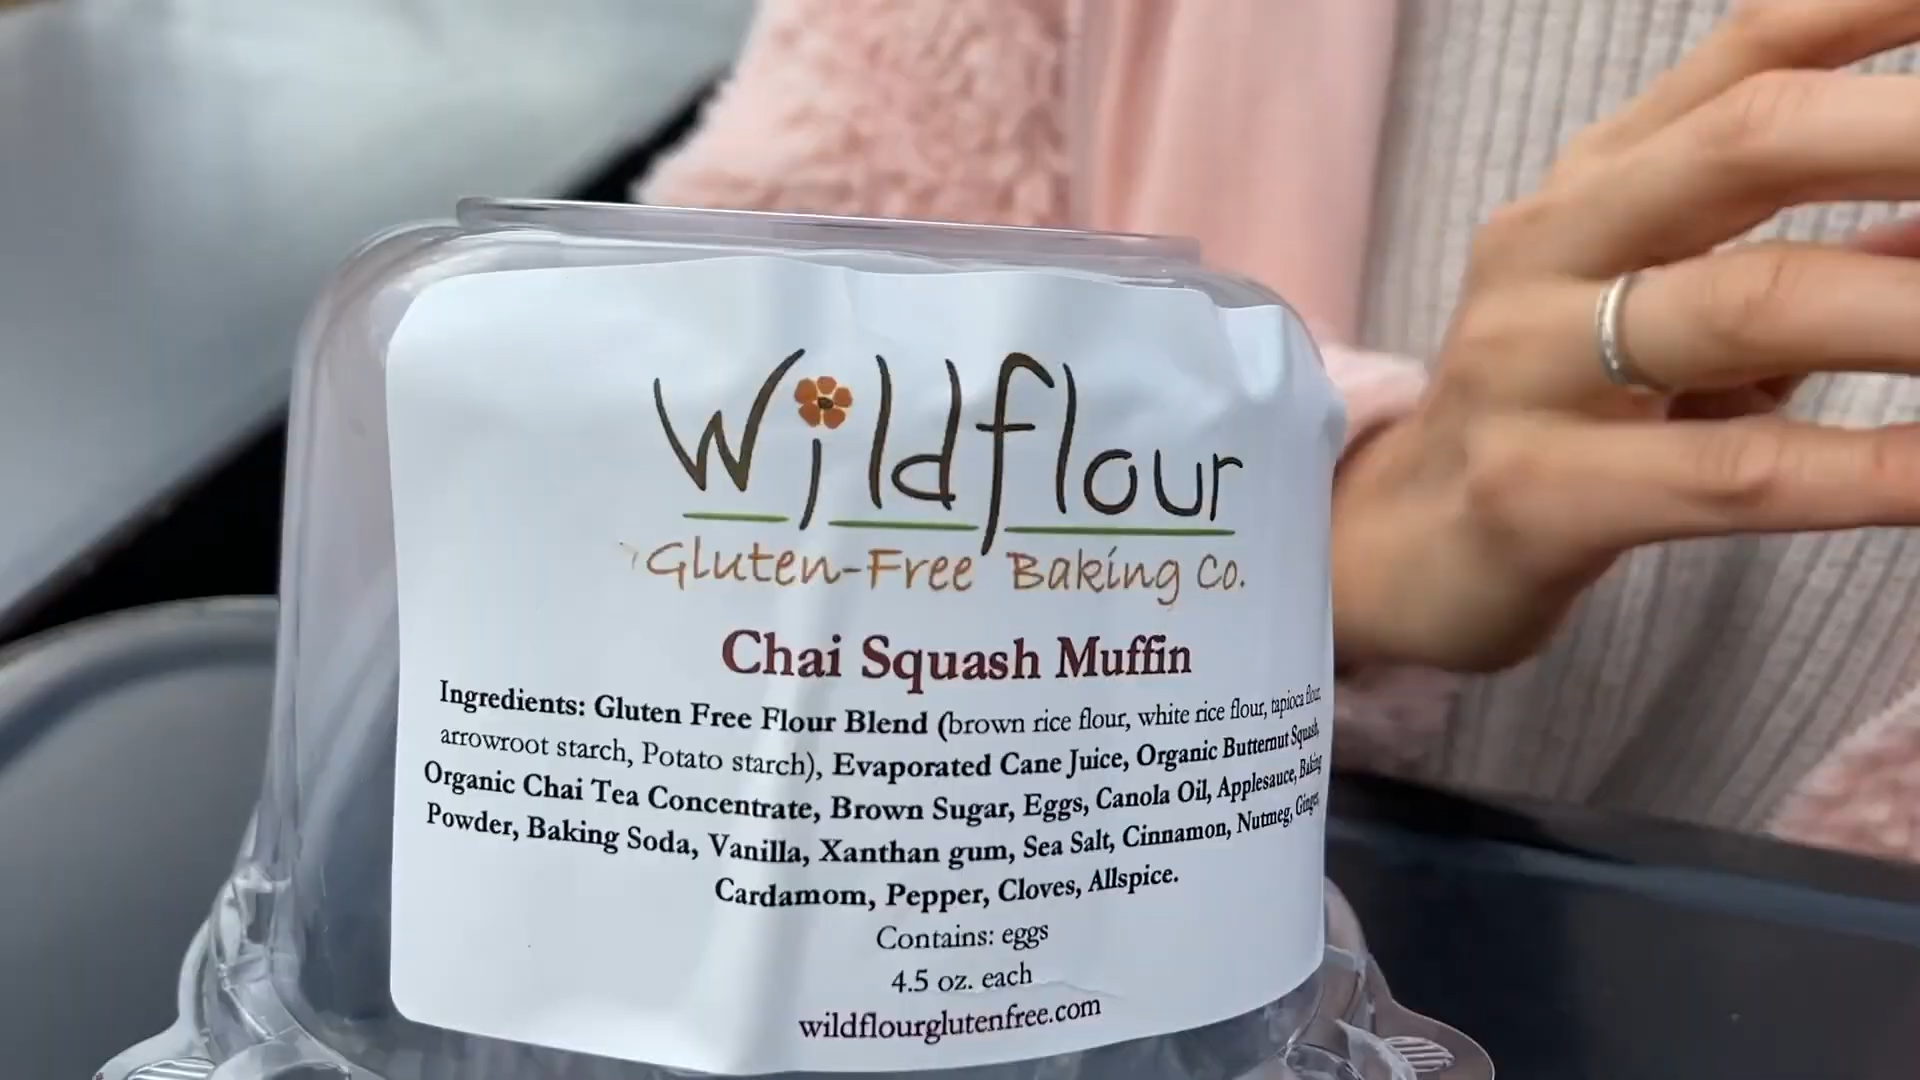 Wildflour
Gluten-Free Baking Co.
Chai Squash Muffin
Ingredients: Gluten Free Flour Blend (brown rice flour, white rice flour, tapioca flour,
arrowroot starch, Potato starch), Evaporated Cane Juice, Organic Butternut Squash,
Organic Chai Tea Concentrate, Brown Sugar, Eggs, Canola Oil, Applesauce, Baking
Powder, Baking Soda, Vanilla, Xanthan gum, Sea Salt, Cinnamon, Nutmeg, Ginger,
Cardamom, Pepper, Cloves, Allspice.
Contains: eggs
4.5 oz. each
wildflourglutenfree.com